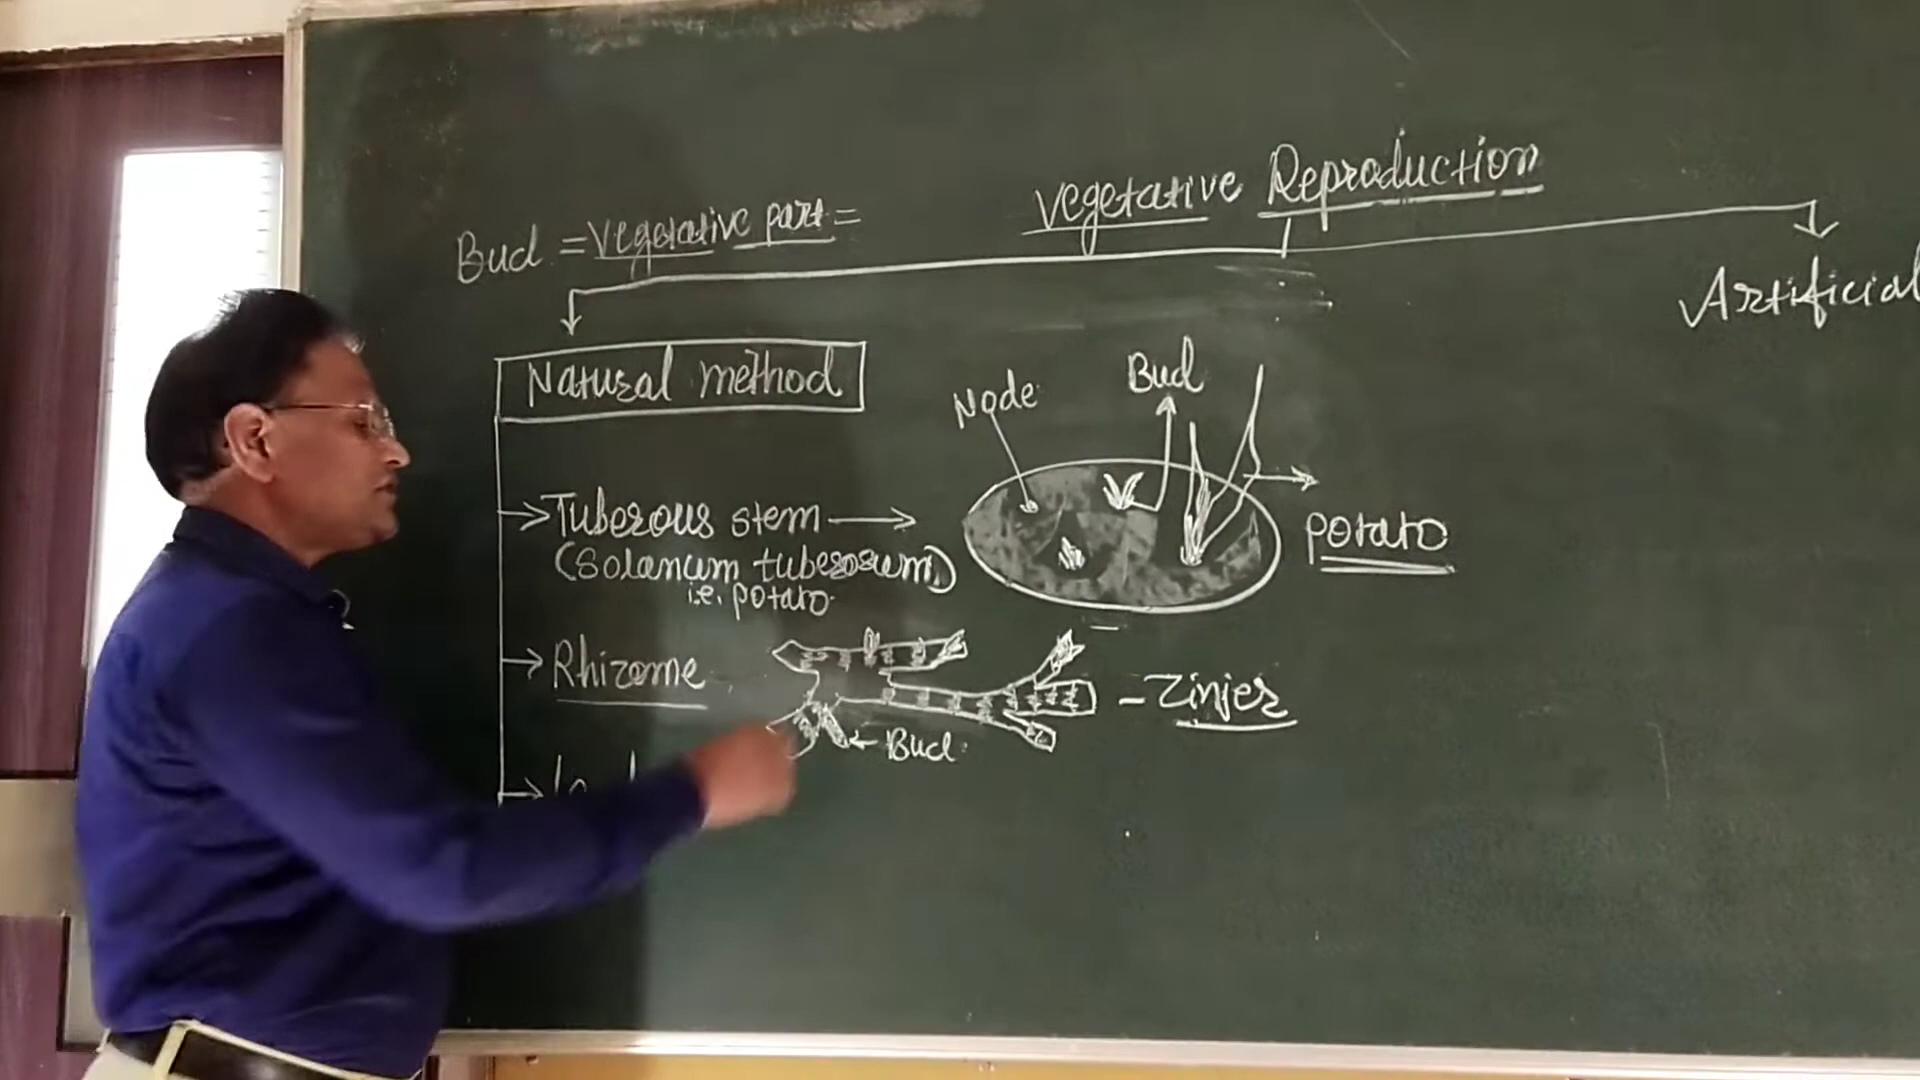 Vegetative Reproduction
Bud = Vegetative part =
Artificial
Natural method
Node
Bud
Tuberous stem
(Solanum tuberosum)
i.e. potato
potato
Rhizome
- Zinjer
Bud